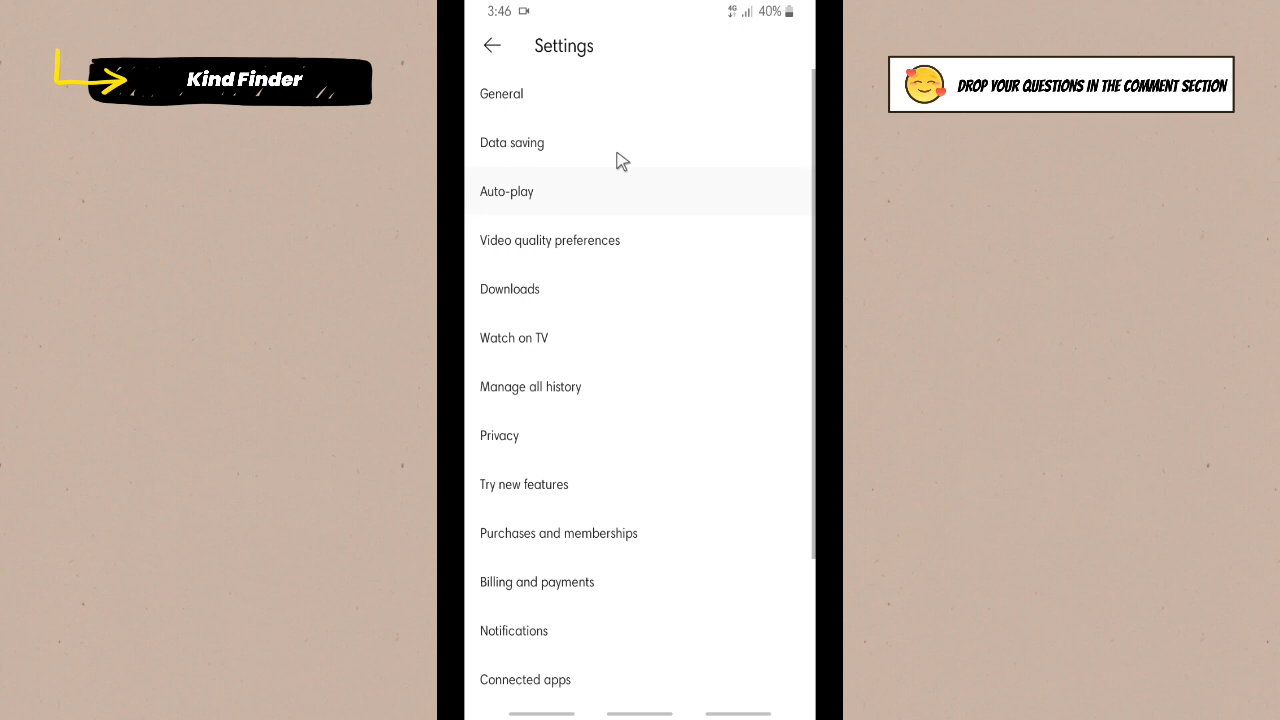 3:46
4G
40%
Settings
Kind Finder
DROP YOUR QUESTIONS IN THE COMMENT SECTION
General
Data saving
Auto-play
Video quality preferences
Downloads
Watch on TV
Manage all history
Privacy
Try new features
Purchases and memberships
Billing and payments
Notifications
Connected apps